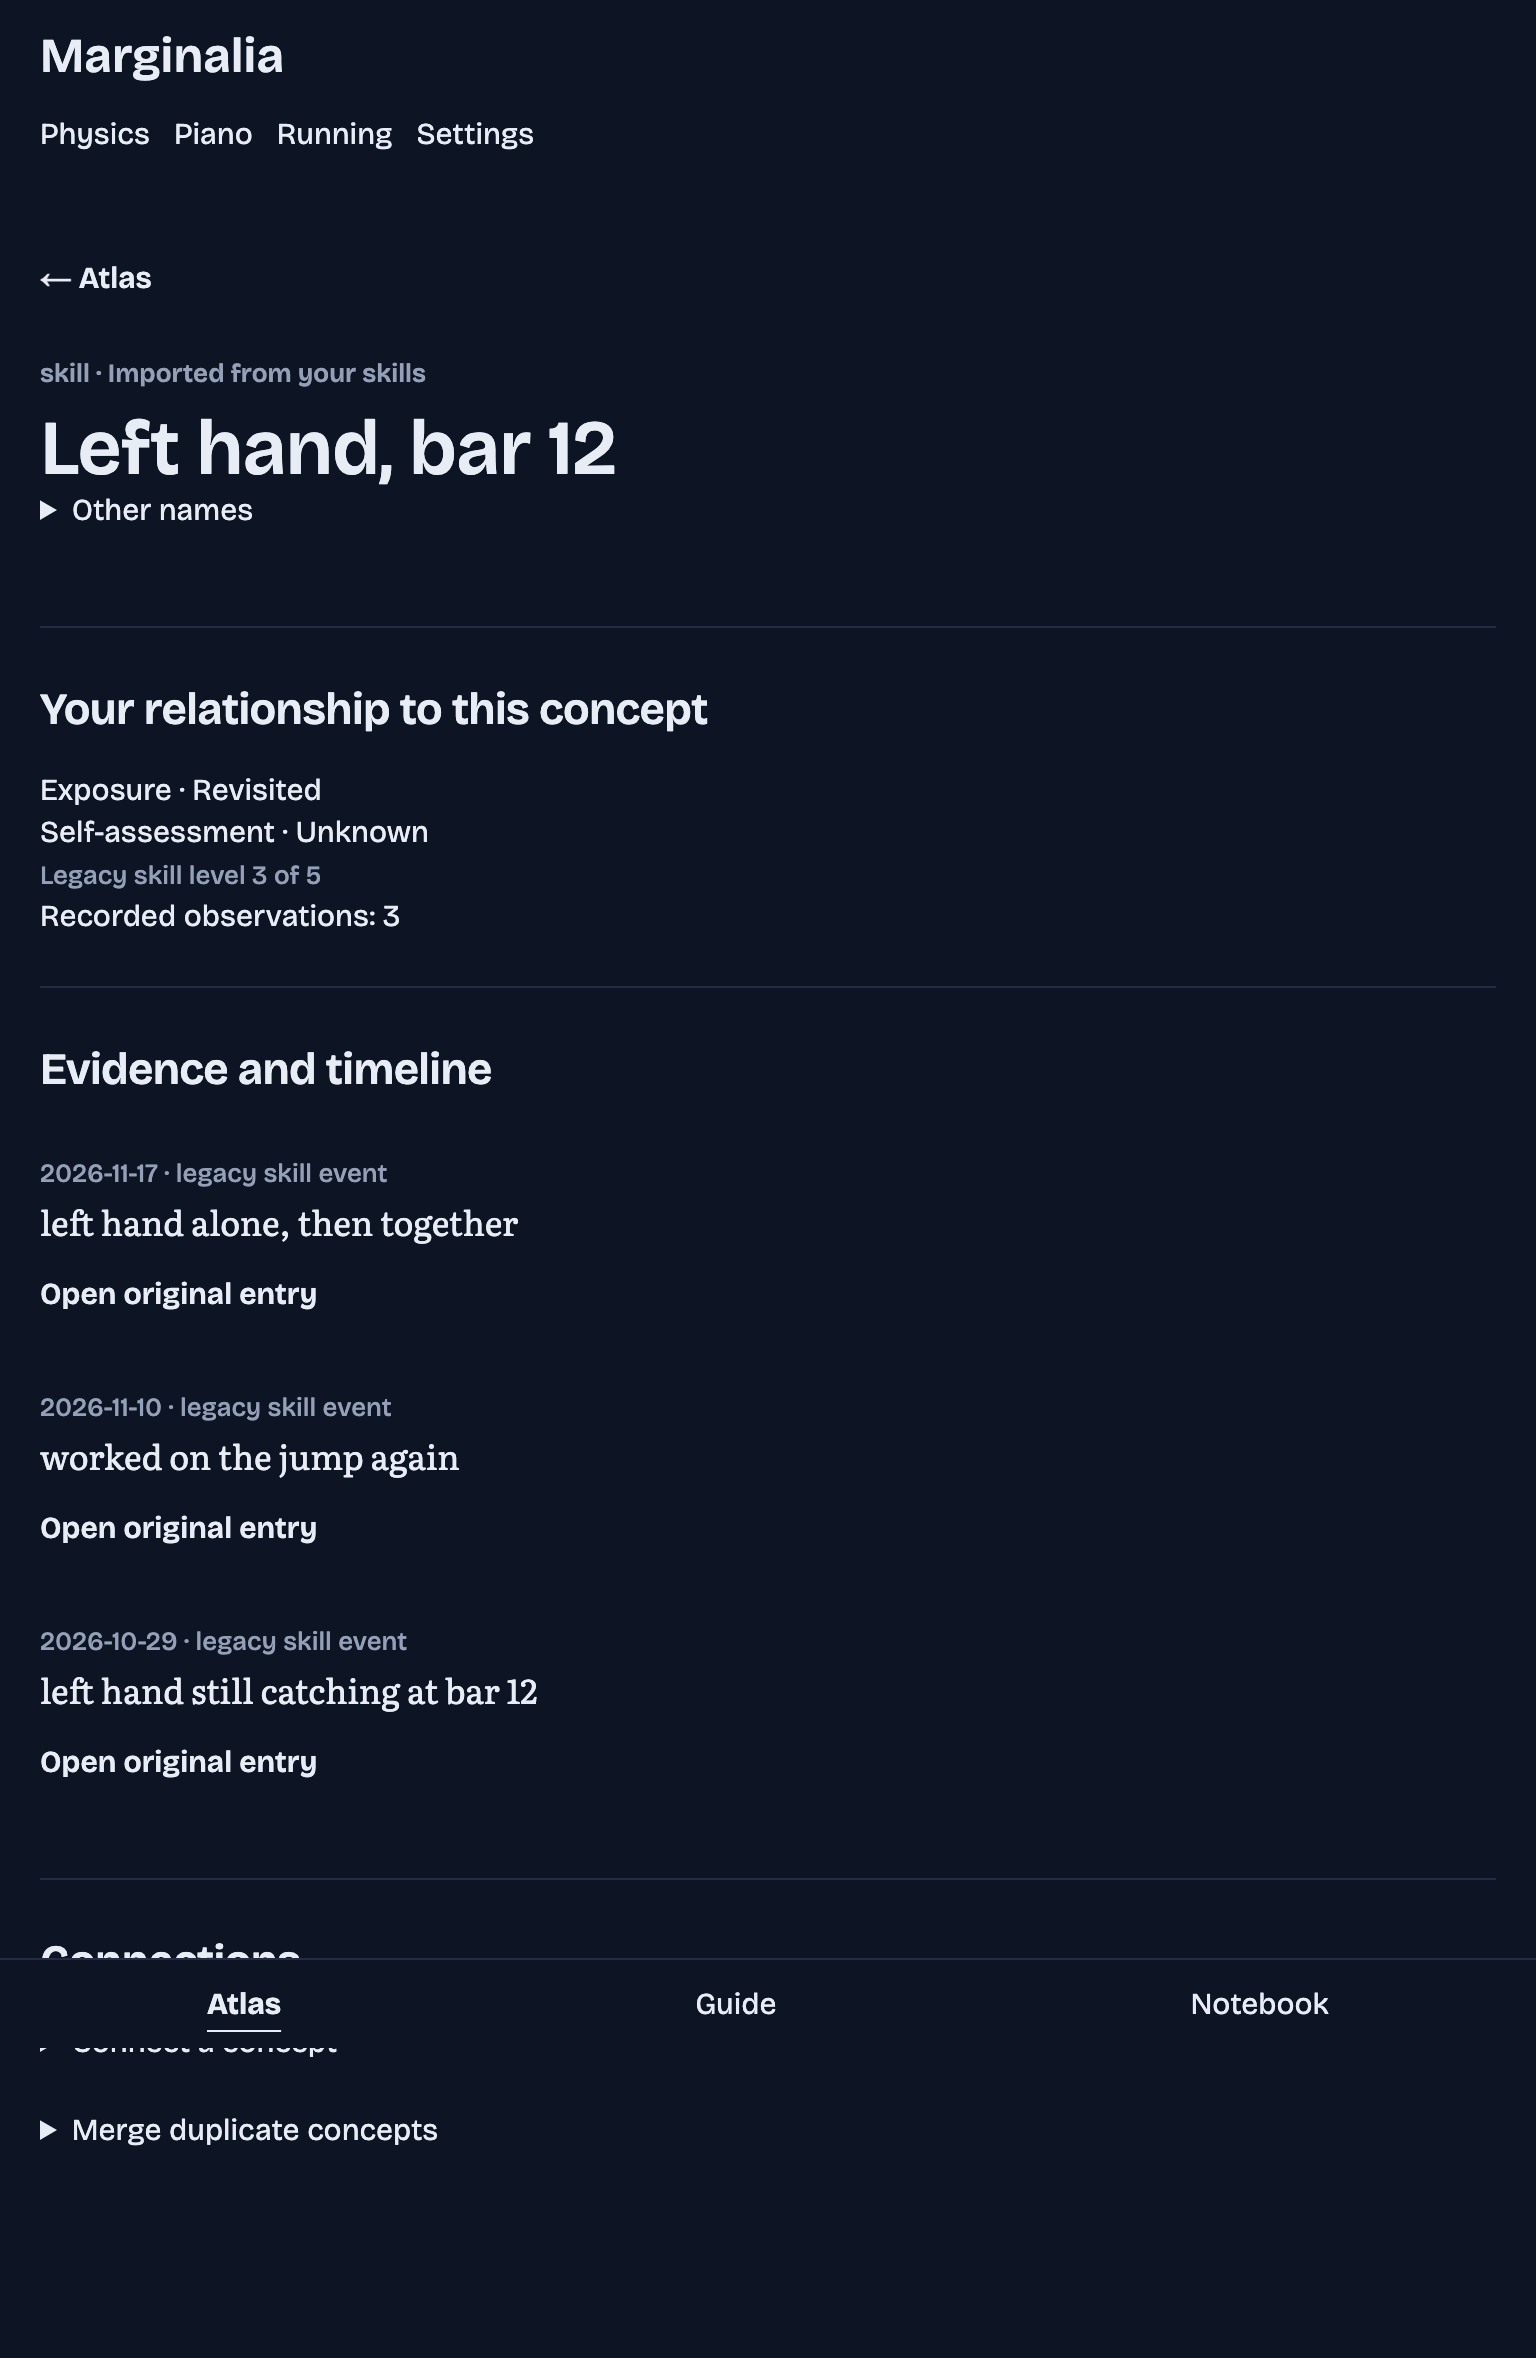 Marginalia
Physics Piano Running Settings
← Atlas
skill · Imported from your skills
Left hand, bar 12
▶ Other names
Your relationship to this concept
Exposure · Revisited
Self-assessment · Unknown
Legacy skill level 3 of 5
Recorded observations: 3
Evidence and timeline
2026-11-17 · legacy skill event
left hand alone, then together
Open original entry
2026-11-10 · legacy skill event
worked on the jump again
Open original entry
2026-10-29 · legacy skill event
left hand still catching at bar 12
Open original entry
Connections
Atlas Guide Notebook
Connect a concept
▶ Merge duplicate concepts